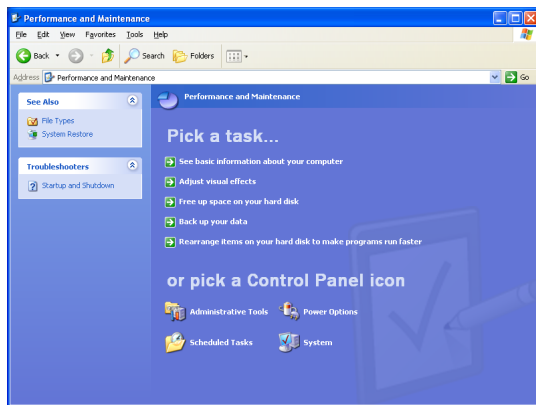 Performance and Maintenance
File Edit View Favorites Tools Help
Back Search Folders
Address Performance and Maintenance Go
See Also
File Types
System Restore
Troubleshooters
Startup and Shutdown
Performance and Maintenance
Pick a task...
See basic information about your computer
Adjust visual effects
Free up space on your hard disk
Back up your data
Rearrange items on your hard disk to make programs run faster
or pick a Control Panel icon
Administrative Tools Power Options
Scheduled Tasks System